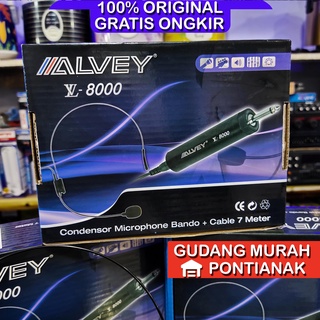 100% ORIGINAL
GRATIS ONGKIR
ALVEY
VL-8000
ALVEY VL-8000
Condensor Microphone Bando + Cable 7 Meter
GUDANG MURAH
PONTIANAK
ALVEY
ALVEY